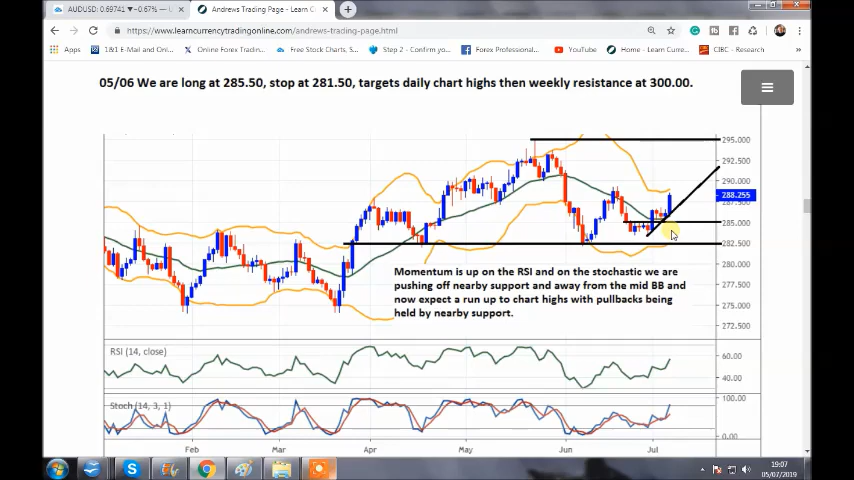 AUDUSD: 0.69741 ▼−0.67% — U
Andrews Trading Page - Learn C
https://www.learncurrencytradingonline.com/andrews-trading-page.html
Apps 1&1 E-Mail and Onl... Online Forex Trading... Free Stock Charts, S... Step 2 - Confirm yo... Forex Professional... YouTube Home - Learn Curre... CIBC - Research
05/06 We are long at 285.50, stop at 281.50, targets daily chart highs then weekly resistance at 300.00.
295.000
292.500
290.000
288.255
287.500
285.000
282.500
280.000
277.500
275.000
272.500
Momentum is up on the RSI and on the stochastic we are
pushing off nearby support and away from the mid BB and
now expect a run up to chart highs with pullbacks being
held by nearby support.
RSI (14, close)
60.00
40.00
Stoch (14, 3, 1)
100.00
0.00
Feb Mar Apr May Jun Jul
19:07
05/07/2019